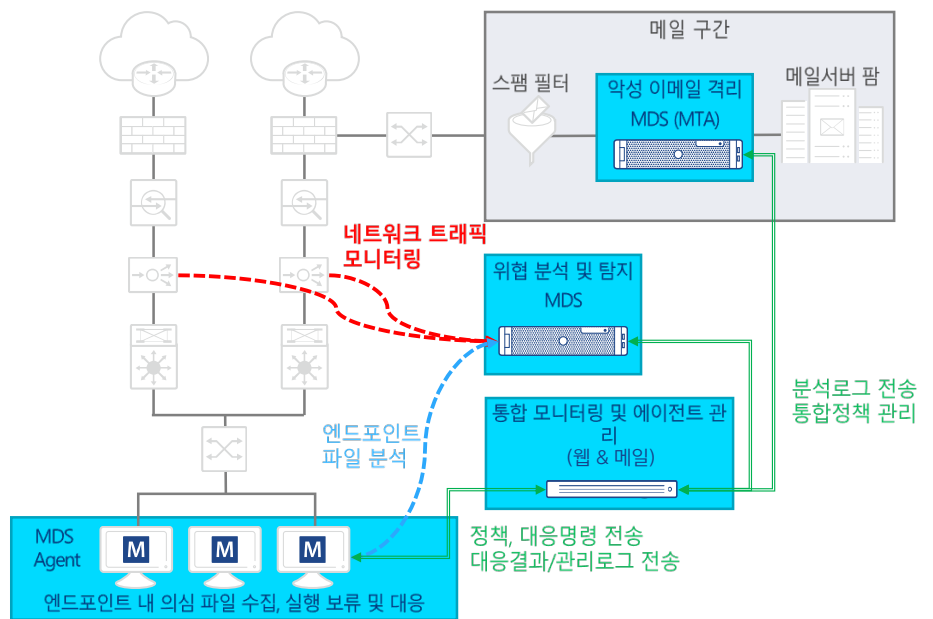 메일 구간
스팸 필터
악성 이메일 격리
MDS (MTA)
메일서버 팜
네트워크 트래픽
모니터링
위협 분석 및 탐지
MDS
분석로그 전송
통합정책 관리
통합 모니터링 및 에이전트 관
리
(웹 & 메일)
엔드포인트
파일 분석
정책, 대응명령 전송
대응결과/관리로그 전송
MDS
Agent
M
M
M
엔드포인트 내 의심 파일 수집, 실행 보류 및 대응